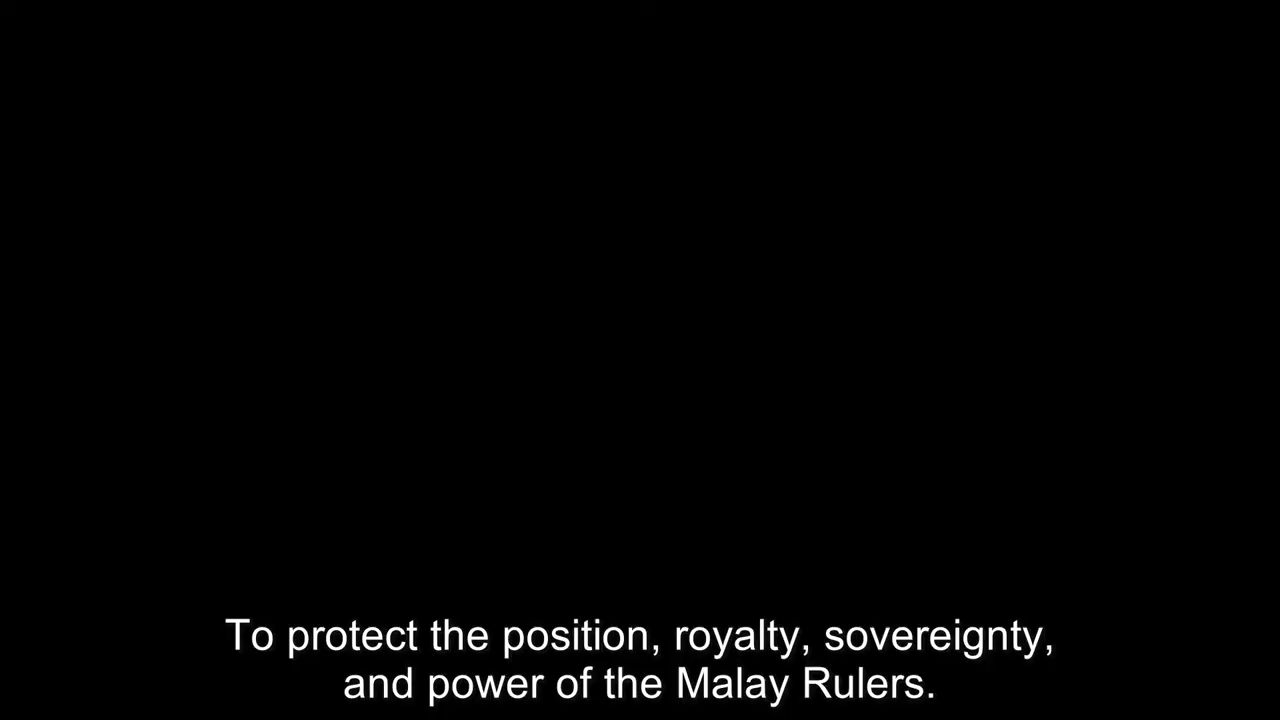 To protect the position, royalty, sovereignty,
and power of the Malay Rulers.